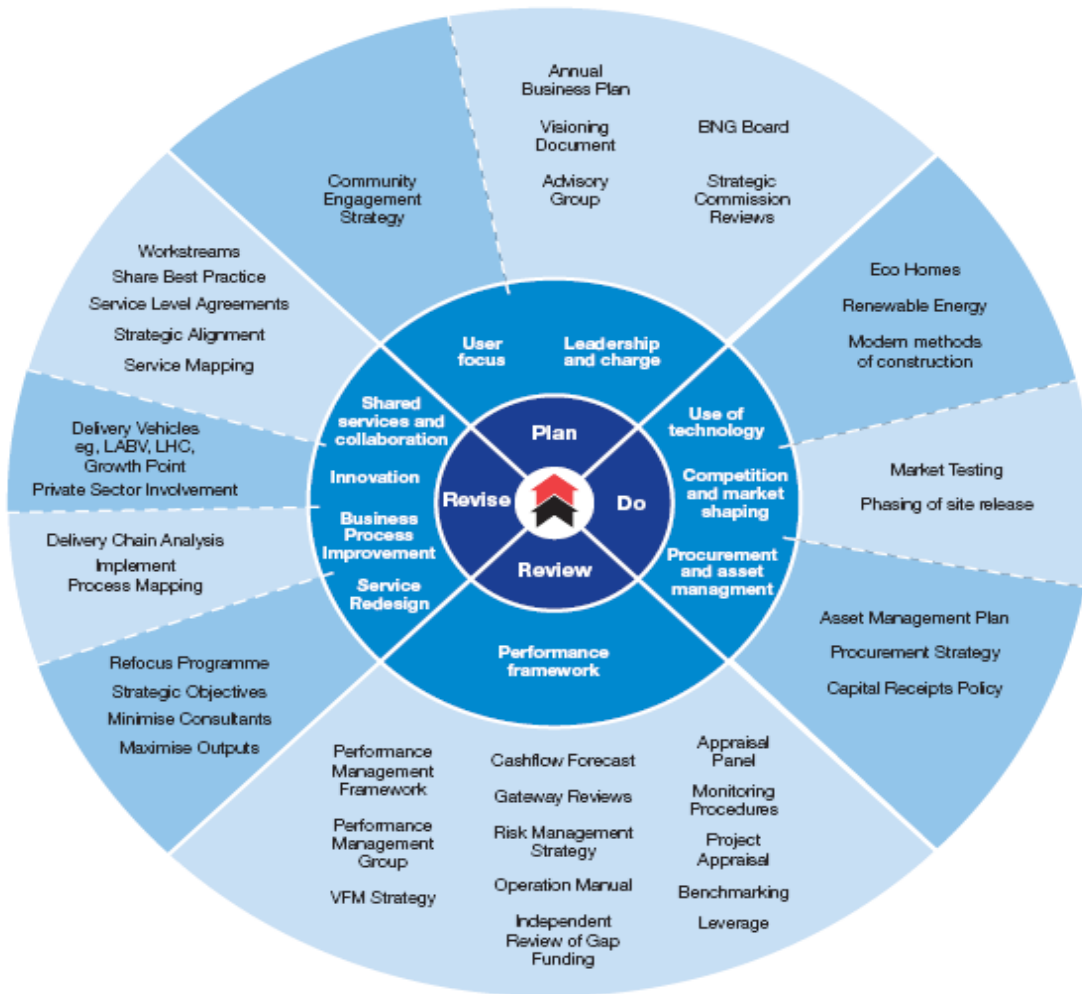 Annual
Business Plan
Visioning
Document
Advisory
Group
BNG Board
Strategic
Commission
Reviews
Community
Engagement
Strategy
Workstreams
Share Best Practice
Service Level Agreements
Strategic Alignment
Service Mapping
Eco Homes
Renewable Energy
Modern methods
of construction
User
focus
Leadership
and charge
Shared
services and
collaboration
Innovation
Business
Process
Improvement
Service
Redesign
Plan
Revise
Do
Review
Use of
technology
Competition
and market
shaping
Procurement
and asset
managment
Performance
framework
Delivery Vehicles
eg, LABV, LHC,
Growth Point
Private Sector Involvement
Market Testing
Phasing of site release
Delivery Chain Analysis
Implement
Process Mapping
Asset Management Plan
Procurement Strategy
Capital Receipts Policy
Refocus Programme
Strategic Objectives
Minimise Consultants
Maximise Outputs
Performance
Management
Framework
Performance
Management
Group
VFM Strategy
Cashflow Forecast
Gateway Reviews
Risk Management
Strategy
Operation Manual
Independent
Review of Gap
Funding
Appraisal
Panel
Monitoring
Procedures
Project
Appraisal
Benchmarking
Leverage